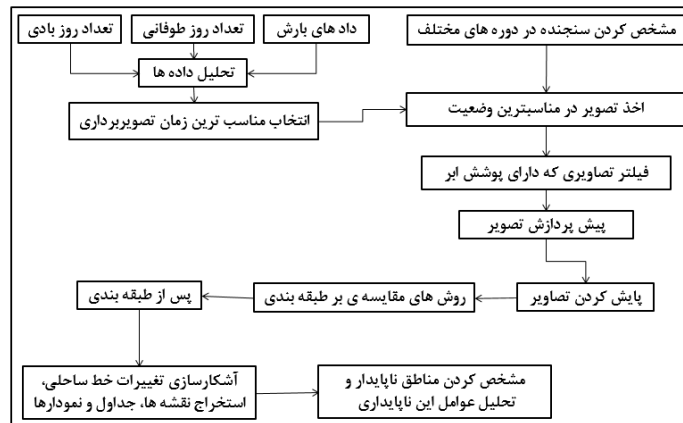 مشخص کردن سنجنده در دوره های مختلف
داد های بارش
تعداد روز طوفانی
تعداد روز بادی
تحلیل داده ها
انتخاب مناسب ترین زمان تصویربرداری
اخذ تصویر در مناسبترین وضعیت
فیلتر تصاویری که دارای پوشش ابر
پیش پردازش تصویر
پایش کردن تصاویر
روش های مقایسه ی بر طبقه بندی
پس از طبقه بندی
آشکارسازی تغییرات خط ساحلی،
استخراج نقشه ها، جداول و نمودارها
مشخص کردن مناطق ناپایدار و
تحلیل عوامل این ناپایداری